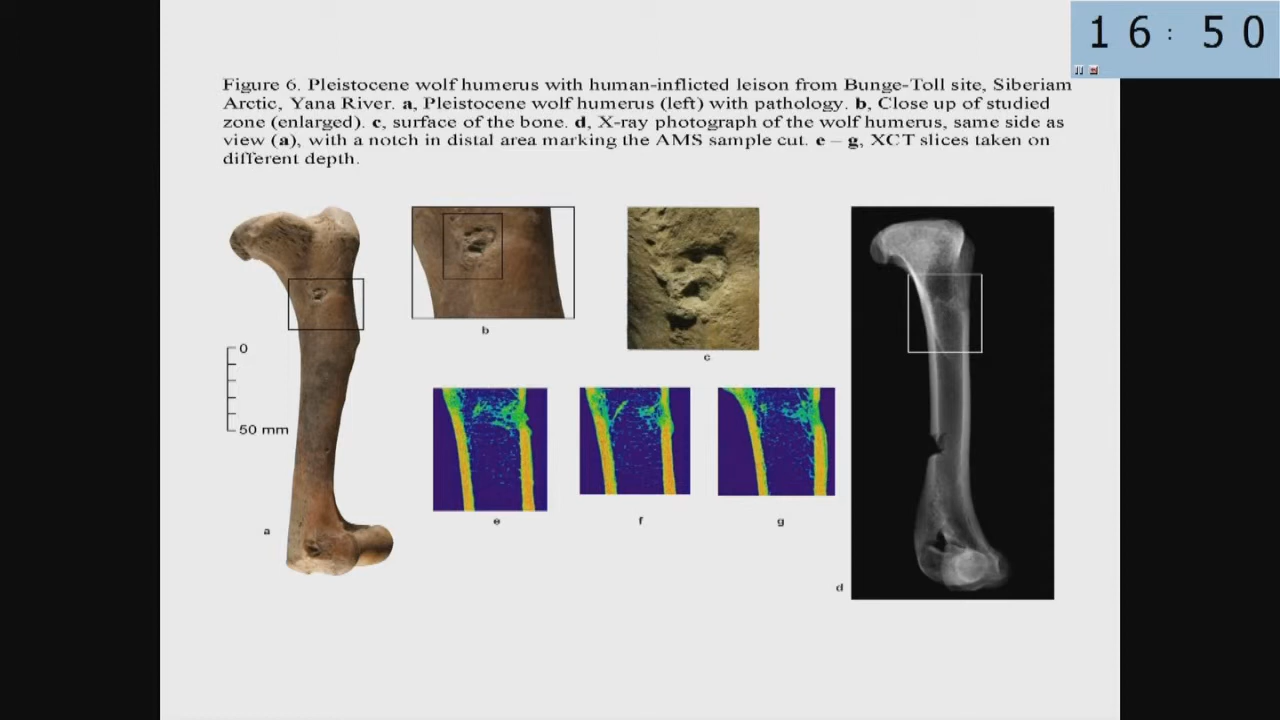 16:50
Figure 6. Pleistocene wolf humerus with human-inflicted leison from Bunge-Toll site, Siberiam
Arctic, Yana River. a, Pleistocene wolf humerus (left) with pathology. b, Close up of studied
zone (enlarged). c, surface of the bone. d, X-ray photograph of the wolf humerus, same side as
view (a), with a notch in distal area marking the AMS sample cut. e – g, XCT slices taken on
different depth.
b
c
0
50 mm
a
e
f
g
d